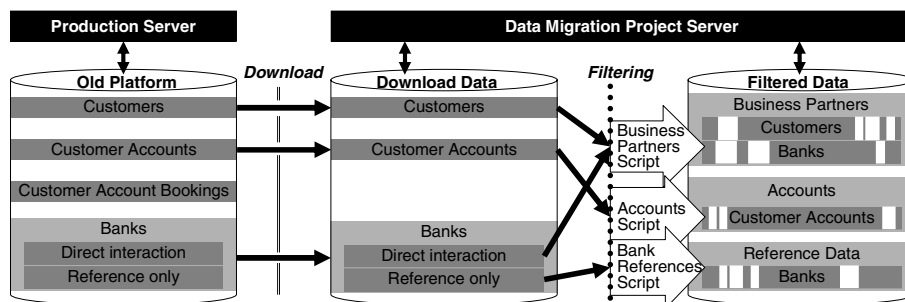 Production Server
Data Migration Project Server
Old Platform
Download
Download Data
Filtering
Filtered Data
Customers
Customer Accounts
Customer Account Bookings
Banks
Direct interaction
Reference only
Customers
Customer Accounts
Banks
Direct interaction
Reference only
Business
Partners
Script
Accounts
Script
Bank
References
Script
Business Partners
Customers
Banks
Accounts
Customer Accounts
Reference Data
Banks